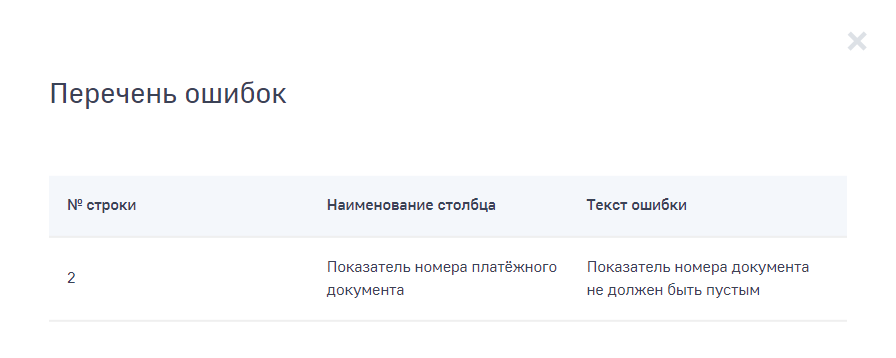 Перечень ошибок
№ строки Наименование столбца Текст ошибки
2
Показатель номера платёжного
документа
Показатель номера документа
не должен быть пустым